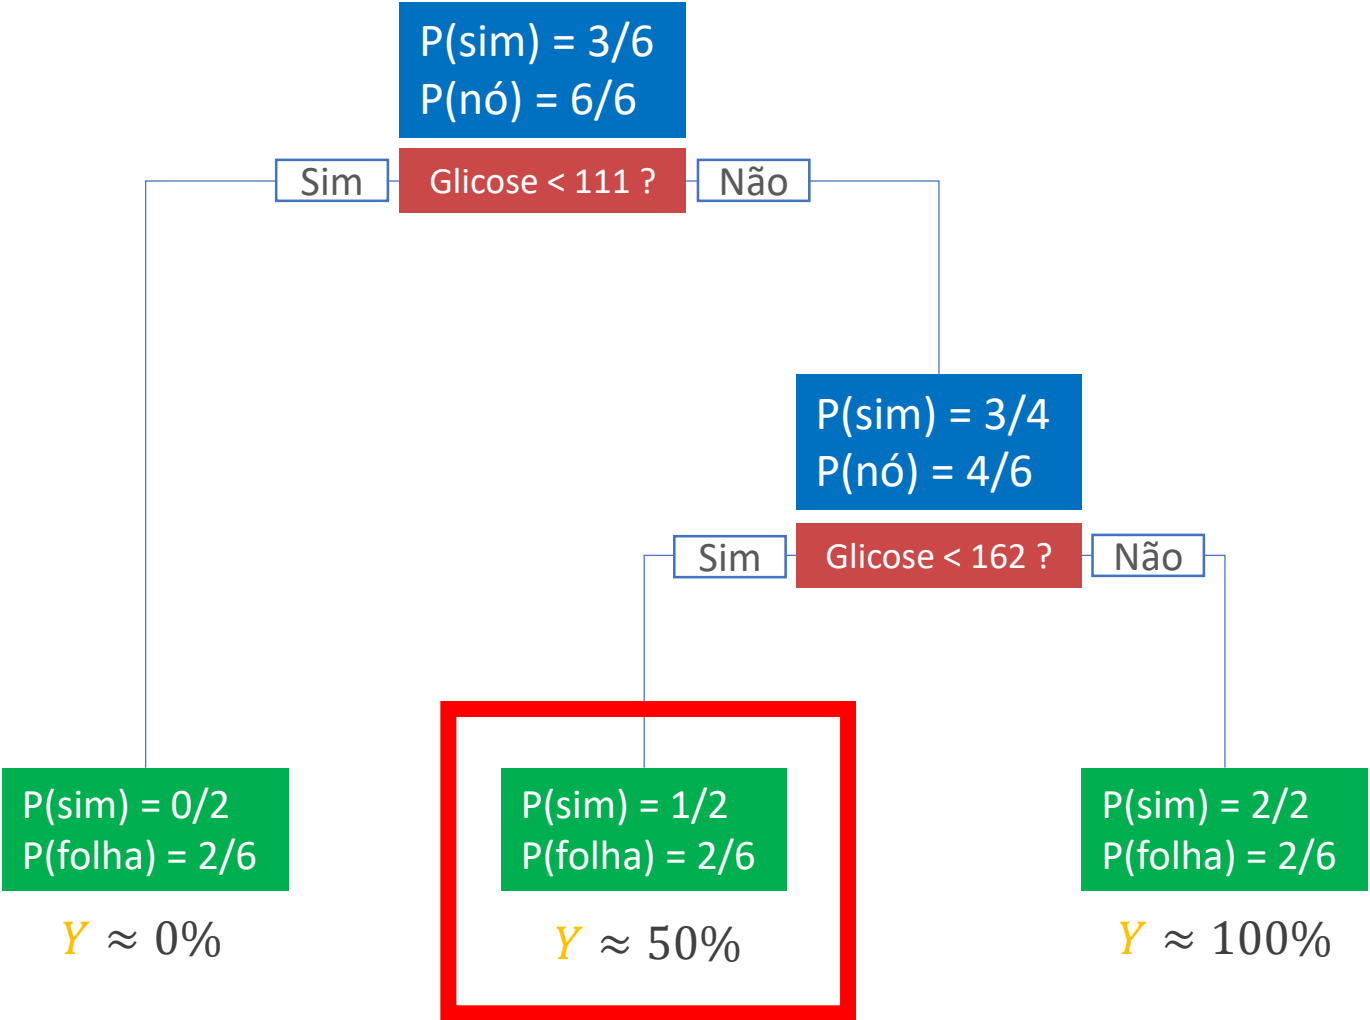 P(sim) = 3/6
P(nó) = 6/6
Sim
Glicose < 111 ?
Não
P(sim) = 3/4
P(nó) = 4/6
Sim
Glicose < 162 ?
Não
P(sim) = 0/2
P(folha) = 2/6
Y ≈ 0%
P(sim) = 1/2
P(folha) = 2/6
Y ≈ 50%
P(sim) = 2/2
P(folha) = 2/6
Y ≈ 100%